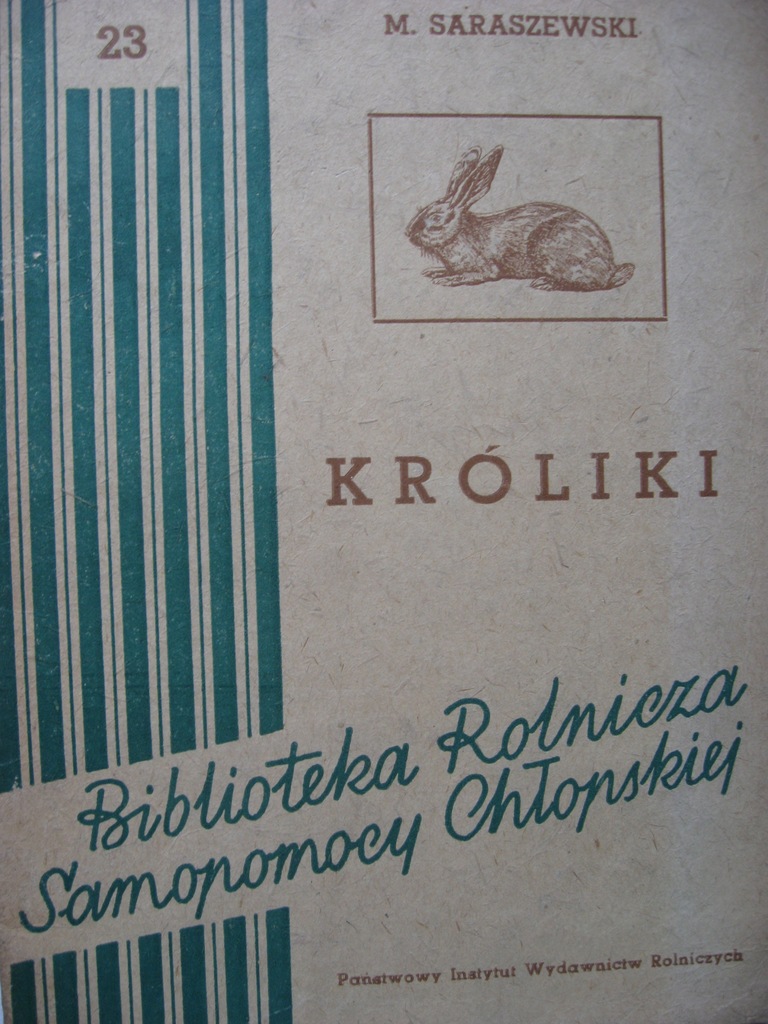 23
M. SARASZEWSKI
KRÓLIKI
Biblioteka Rolnicza
Samopomocy Chłopskiej
Państwowy Instytut Wydawnictw Rolniczych